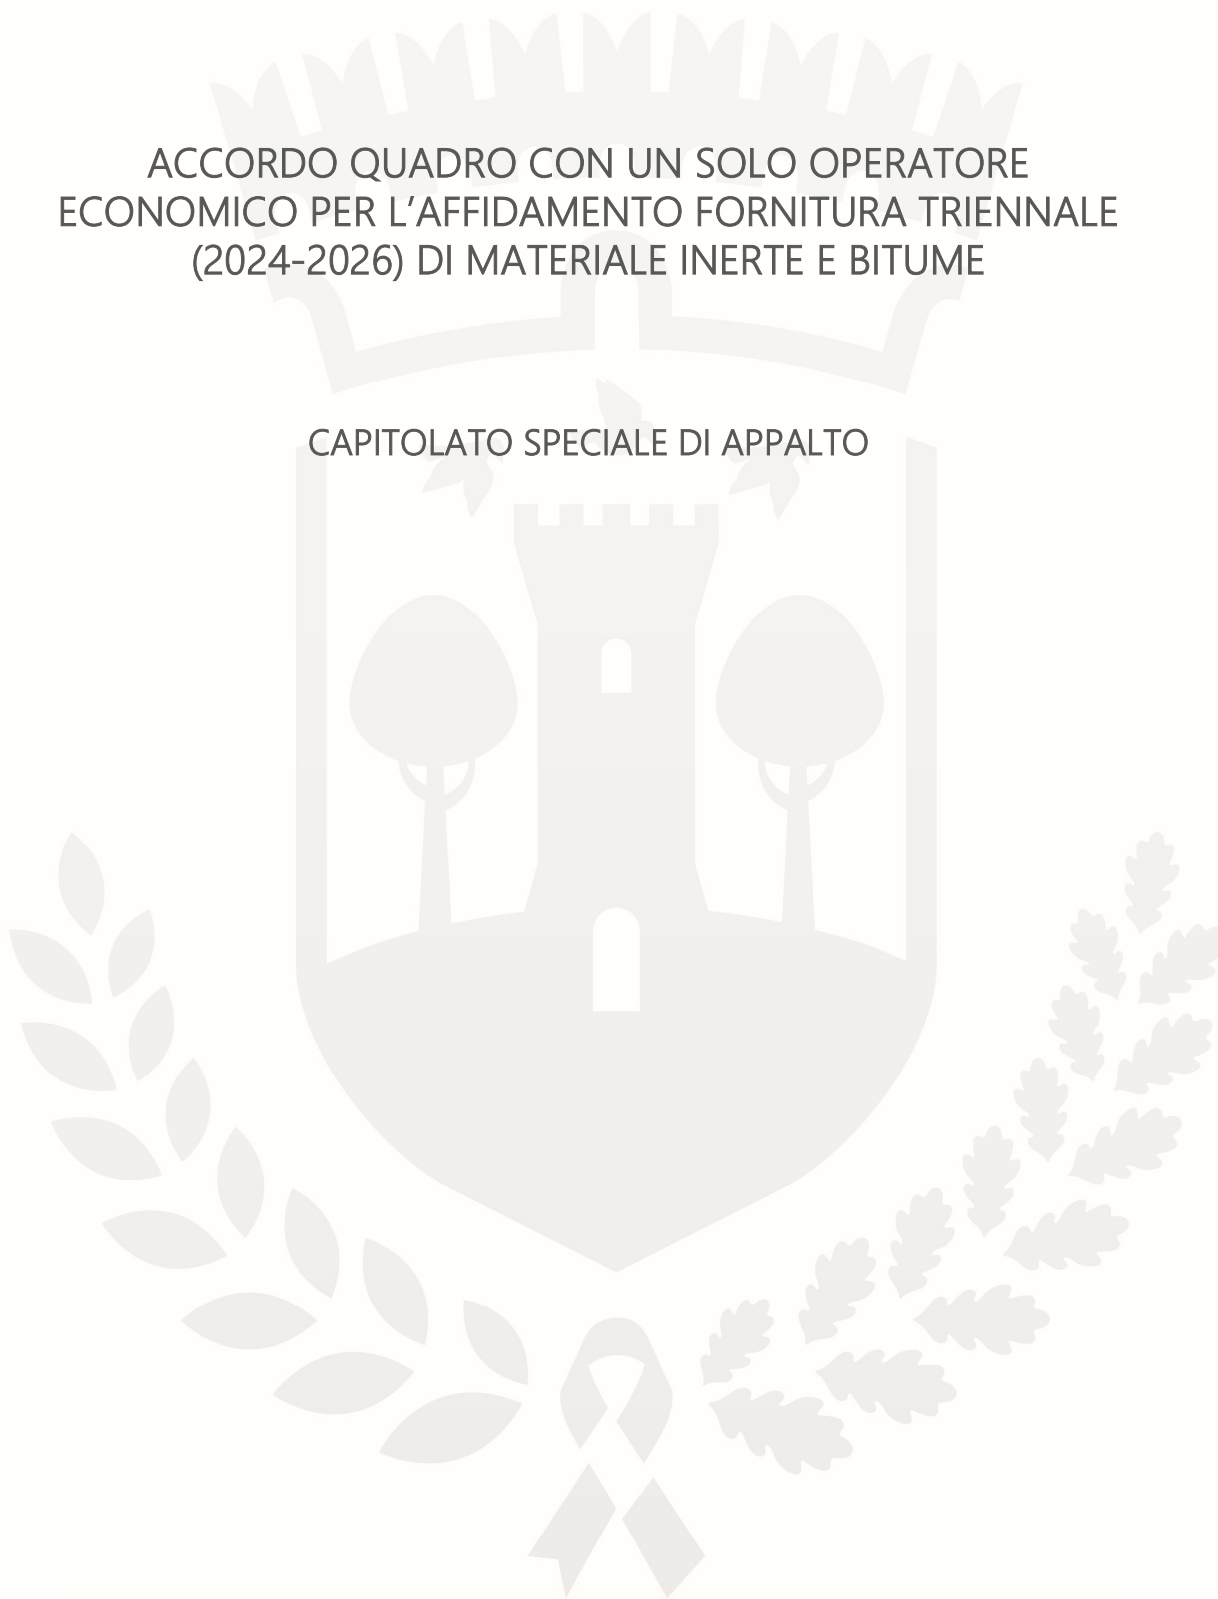 ACCORDO QUADRO CON UN SOLO OPERATORE
ECONOMICO PER L’AFFIDAMENTO FORNITURA TRIENNALE
(2024-2026) DI MATERIALE INERTE E BITUME
CAPITOLATO SPECIALE DI APPALTO